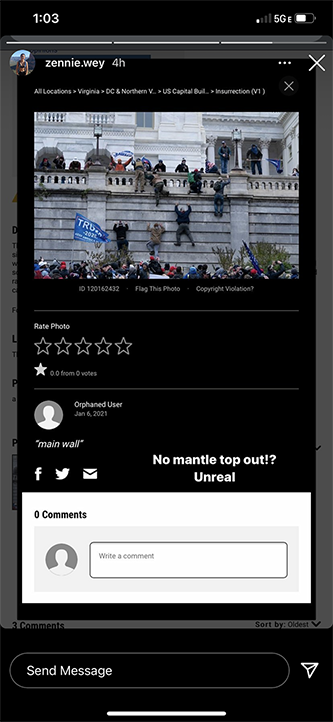 1:03
5G E
zennie.wey 4h
All Locations > Virginia > DC & Northern V... > US Capital Buil... > Insurrection (V1 )
TRUMP
2020
ID 120162432 · Flag This Photo · Copyright Violation?
Rate Photo
0.0 from 0 votes
Orphaned User
Jan 6, 2021
"main wall"
No mantle top out!?
Unreal
0 Comments
Write a comment
3 Comments
Sort by: Oldest
Send Message